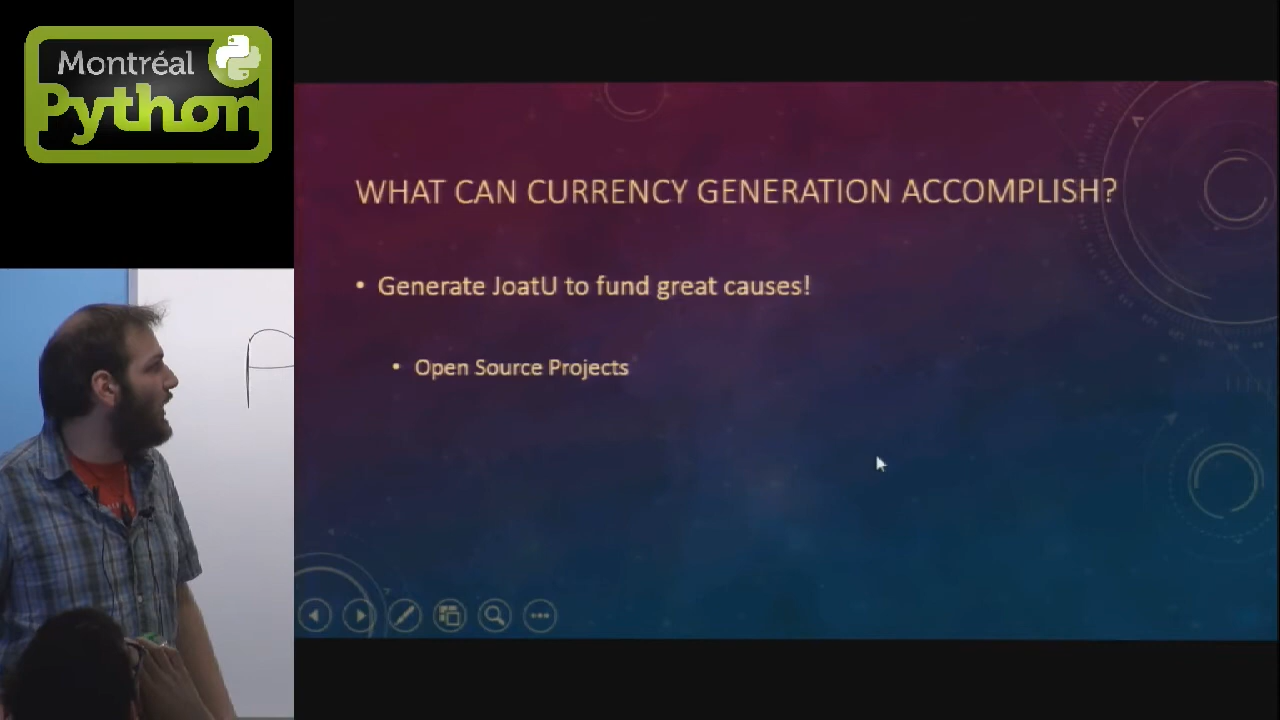 Montréal
Python
WHAT CAN CURRENCY GENERATION ACCOMPLISH?
• Generate JoatU to fund great causes!
• Open Source Projects